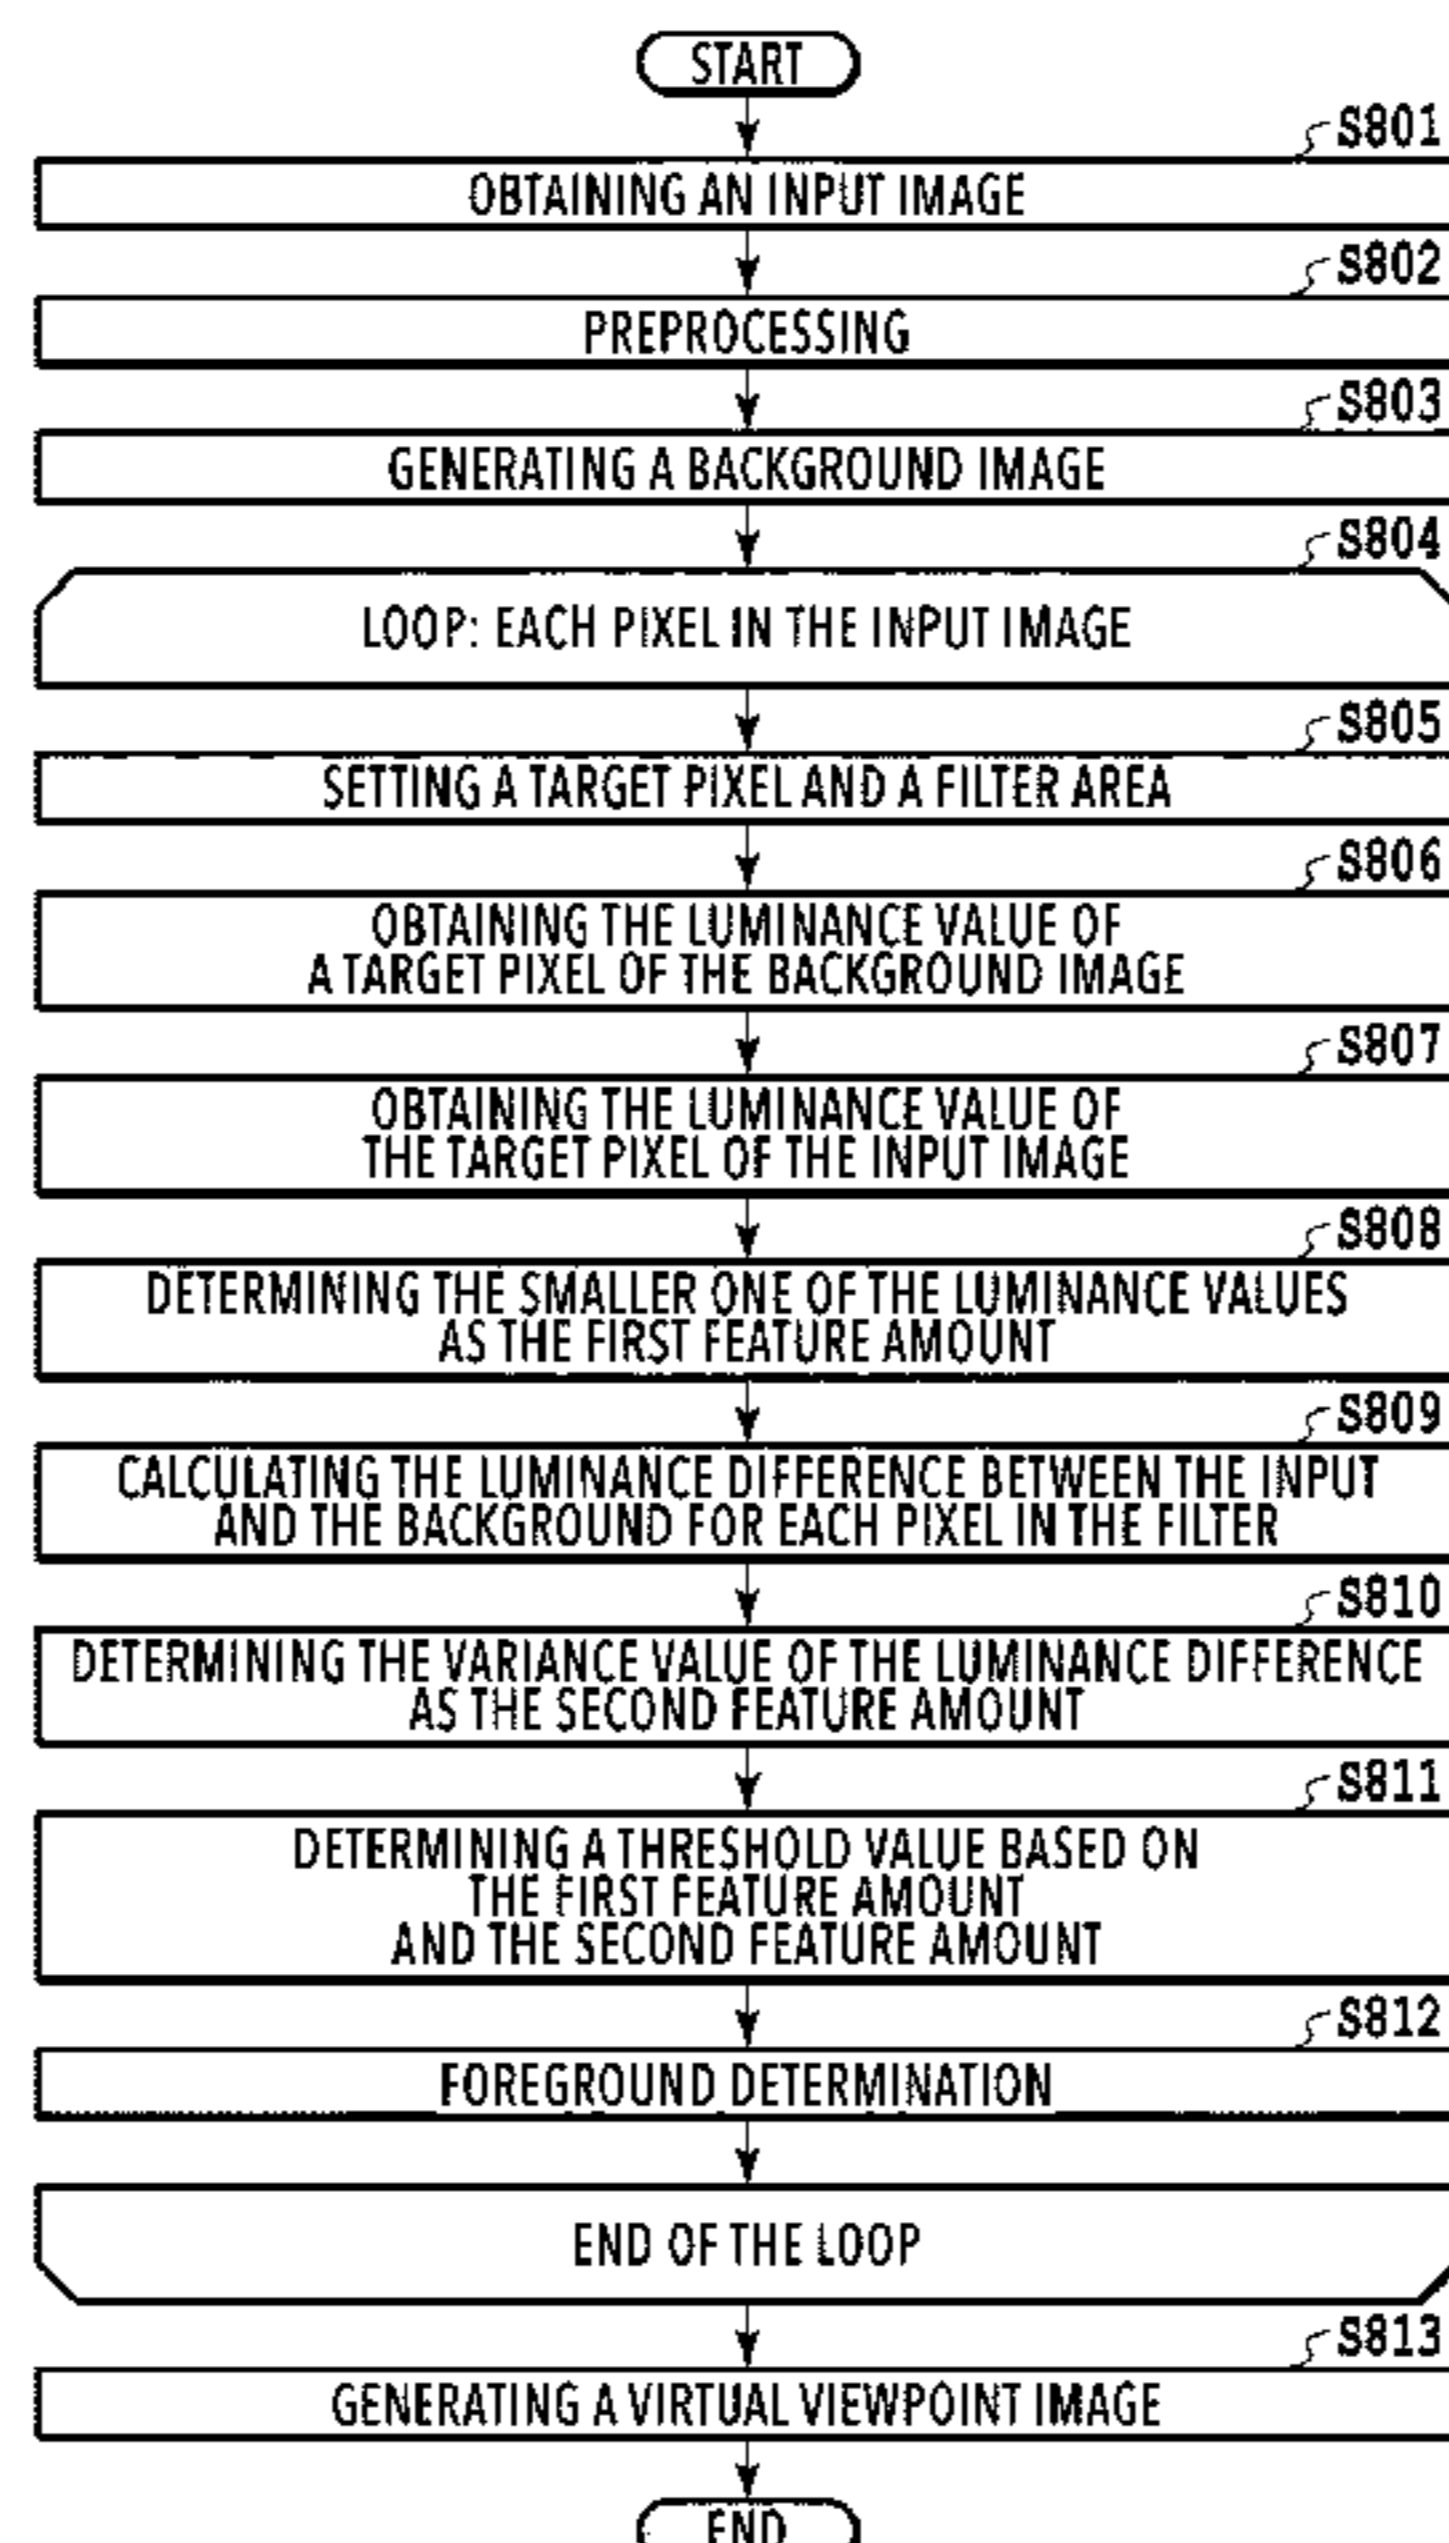 START
S801
OBTAINING AN INPUT IMAGE
S802
PREPROCESSING
S803
GENERATING A BACKGROUND IMAGE
S804
LOOP: EACH PIXEL IN THE INPUT IMAGE
S805
SETTING A TARGET PIXEL AND A FILTER AREA
S806
OBTAINING THE LUMINANCE VALUE OF
A TARGET PIXEL OF THE BACKGROUND IMAGE
S807
OBTAINING THE LUMINANCE VALUE OF
THE TARGET PIXEL OF THE INPUT IMAGE
S808
DETERMINING THE SMALLER ONE OF THE LUMINANCE VALUES
AS THE FIRST FEATURE AMOUNT
S809
CALCULATING THE LUMINANCE DIFFERENCE BETWEEN THE INPUT
AND THE BACKGROUND FOR EACH PIXEL IN THE FILTER
S810
DETERMINING THE VARIANCE VALUE OF THE LUMINANCE DIFFERENCE
AS THE SECOND FEATURE AMOUNT
S811
DETERMINING A THRESHOLD VALUE BASED ON
THE FIRST FEATURE AMOUNT
AND THE SECOND FEATURE AMOUNT
S812
FOREGROUND DETERMINATION
END OF THE LOOP
S813
GENERATING A VIRTUAL VIEWPOINT IMAGE
END